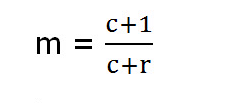 m = c+1/c+r